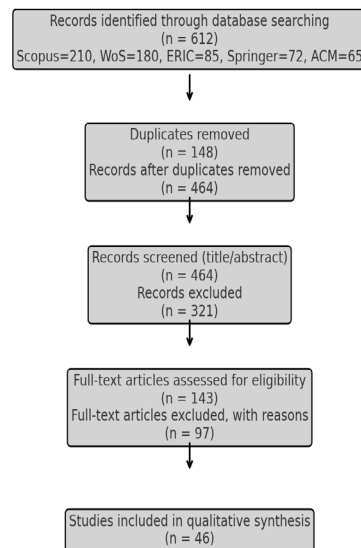 Records identified through database searching
(n = 612)
Scopus=210, WoS=180, ERIC=85, Springer=72, ACM=65
Duplicates removed
(n = 148)
Records after duplicates removed
(n = 464)
Records screened (title/abstract)
(n = 464)
Records excluded
(n = 321)
Full-text articles assessed for eligibility
(n = 143)
Full-text articles excluded, with reasons
(n = 97)
Studies included in qualitative synthesis
(n = 46)